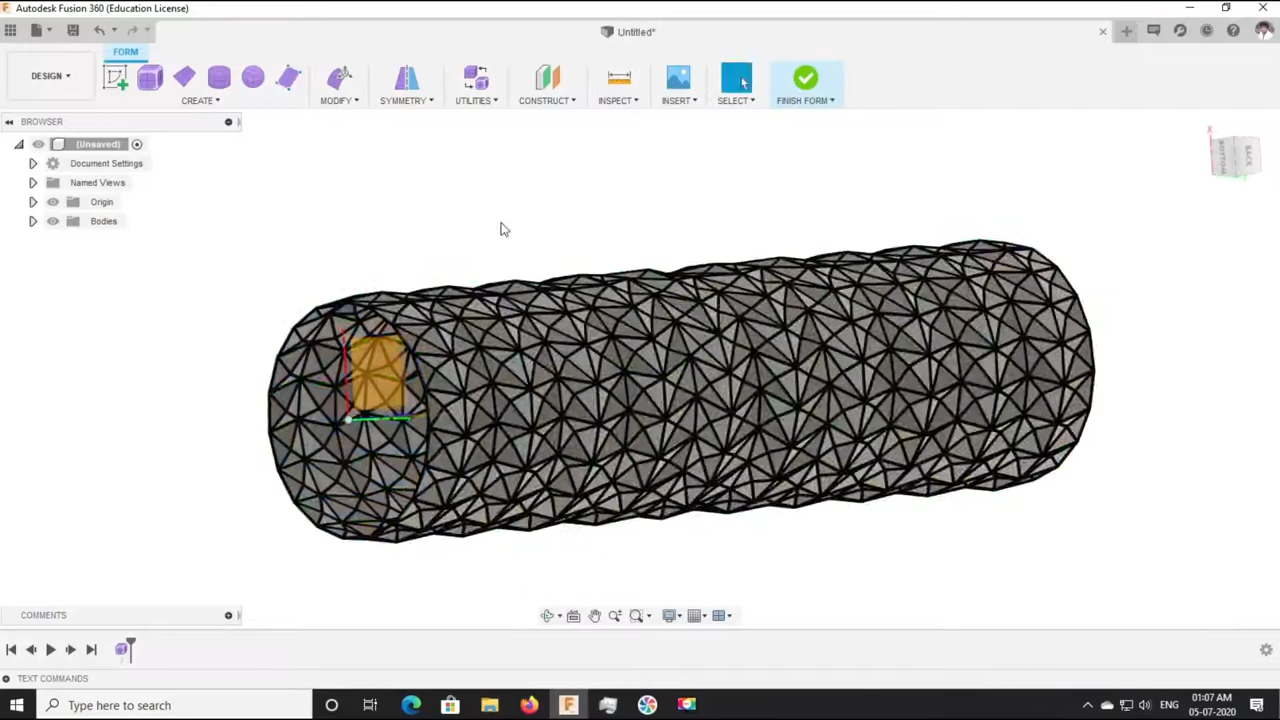 Autodesk Fusion 360 (Education License)
Untitled*
FORM
DESIGN
CREATE
MODIFY
SYMMETRY
UTILITIES
CONSTRUCT
INSPECT
INSERT
SELECT
FINISH FORM
BROWSER
(Unsaved)
Document Settings
Named Views
Origin
Bodies
BOTTOM
BACK
X
COMMENTS
TEXT COMMANDS
Type here to search
ENG
01:07 AM
05-07-2020